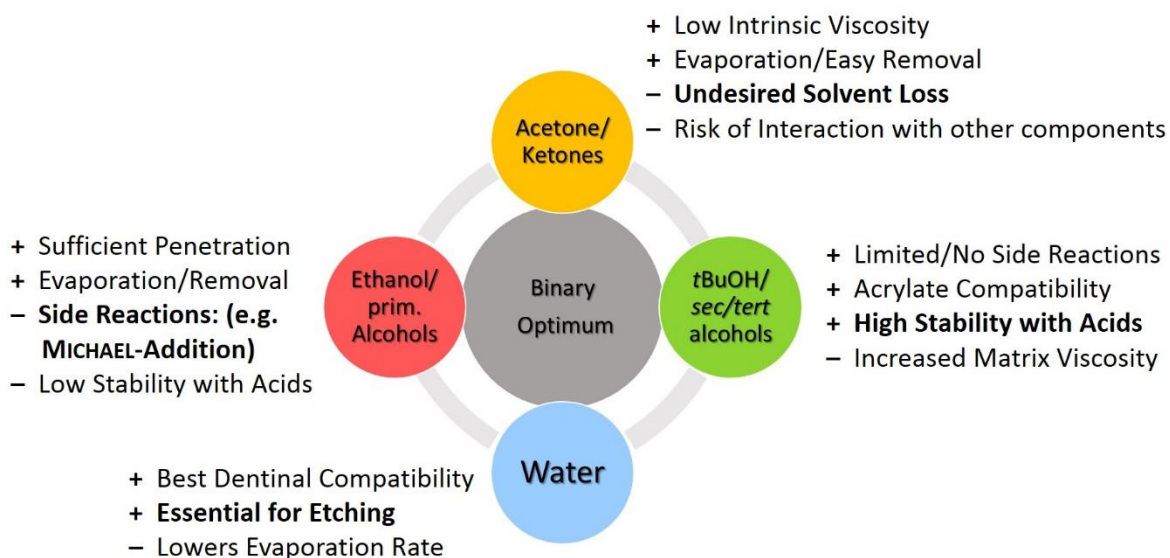 + Low Intrinsic Viscosity
+ Evaporation/Easy Removal
– Undesired Solvent Loss
– Risk of Interaction with other components
Acetone/
Ketones
+ Sufficient Penetration
+ Evaporation/Removal
– Side Reactions: (e.g.
MICHAEL-Addition)
– Low Stability with Acids
Ethanol/
prim.
Alcohols
Binary
Optimum
tBuOH/
sec/tert
alcohols
+ Limited/No Side Reactions
+ Acrylate Compatibility
+ High Stability with Acids
– Increased Matrix Viscosity
Water
+ Best Dentinal Compatibility
+ Essential for Etching
– Lowers Evaporation Rate